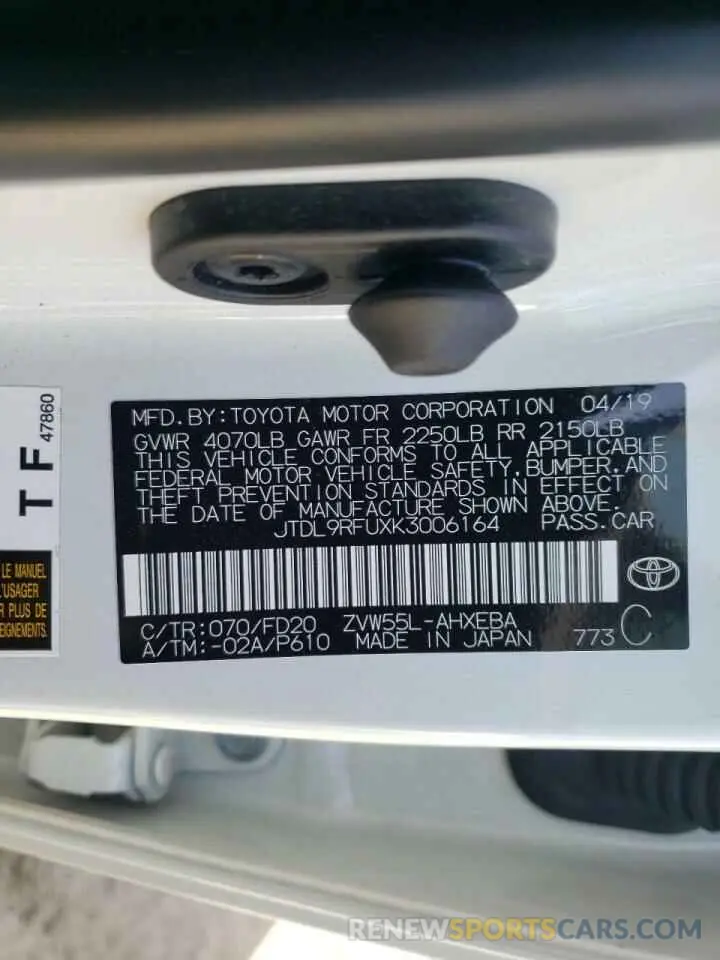 MFD.BY:TOYOTA MOTOR CORPORATION 04/19
GVWR 4070LB GAWR FR 2250LB RR 2150LB
THIS VEHICLE CONFORMS TO ALL APPLICABLE
FEDERAL MOTOR VEHICLE SAFETY,BUMPER,AND
THEFT PREVENTION STANDARDS IN EFFECT ON
THE DATE OF MANUFACTURE SHOWN ABOVE.
JTDL9RFUXK3006164 PASS.CAR
C/TR:070/FD20 ZVW55L-AHXEBA
A/TM:-02A/P610 MADE IN JAPAN 773 C
T F 47860
LE MANUEL
L'USAGER
R PLUS DE
EIGNEMENTS.
RENEWSPORTSCARS.COM